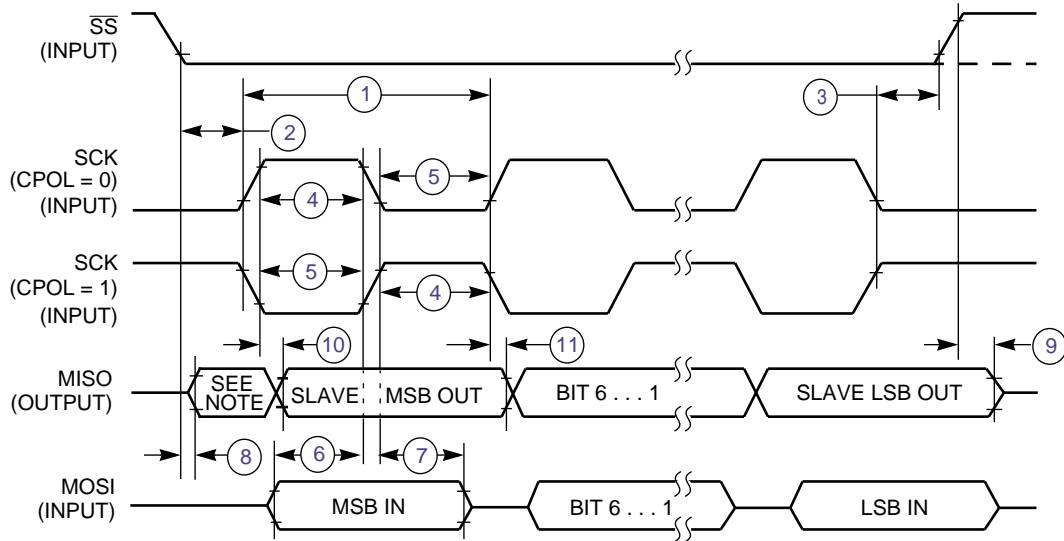 SS
(INPUT)
1
3
2
SCK
(CPOL = 0)
(INPUT)
5
4
SCK
(CPOL = 1)
(INPUT)
5
4
10
11
9
MISO
(OUTPUT)
SEE
NOTE
SLAVE
MSB OUT
BIT 6 . . . 1
SLAVE LSB OUT
8
6
7
MOSI
(INPUT)
MSB IN
BIT 6 . . . 1
LSB IN